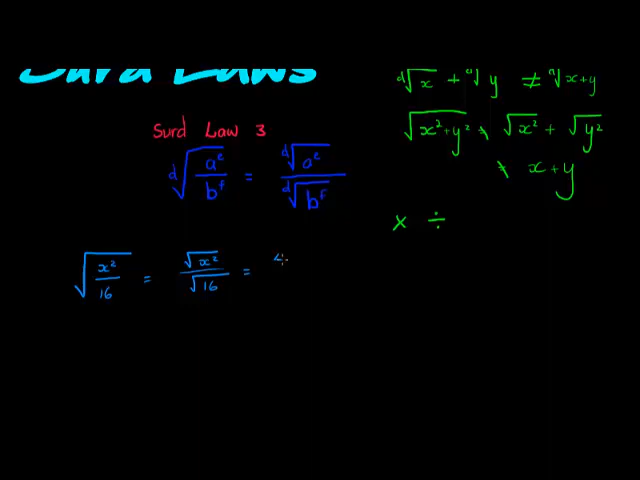 Surd Laws
ᵈ√x + ᵈ√y ≠ ᵈ√x+y
Surd Law 3
√x²+y² ≠ √x² + √y²
≠ x+y
ᵈ√(aᵉ/bᶠ) = ᵈ√aᵉ / ᵈ√bᶠ
× ÷
√(x²/16) = √x² / √16 =